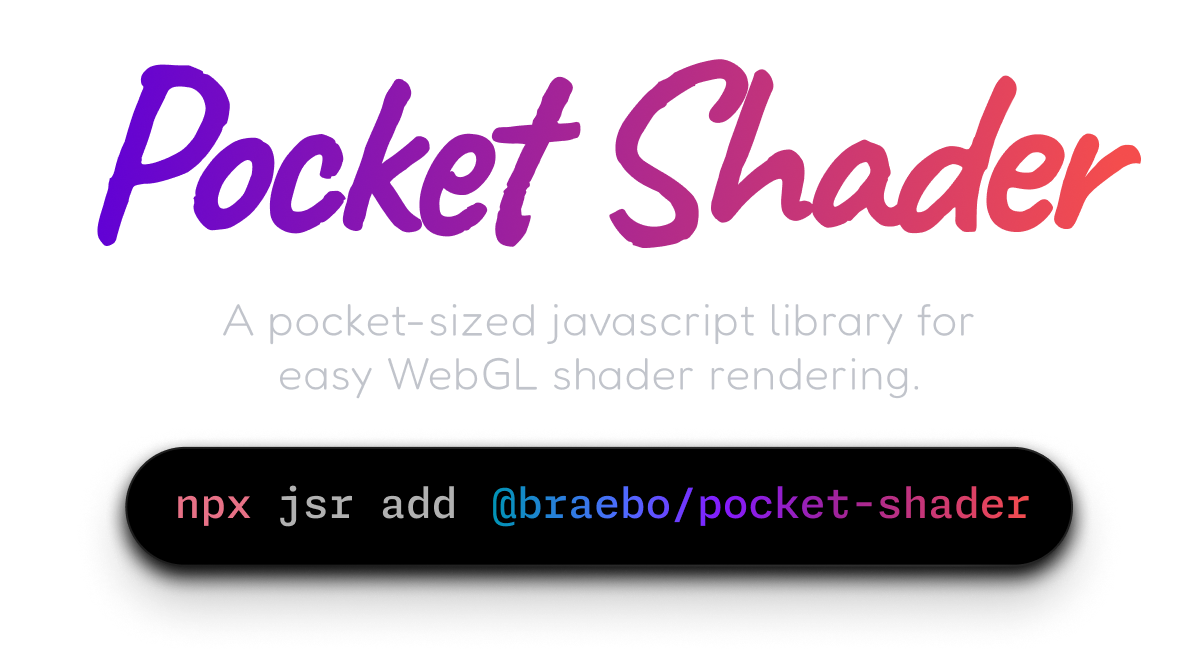 Pocket Shader
A pocket-sized javascript library for
easy WebGL shader rendering.
npx jsr add @braebo/pocket-shader